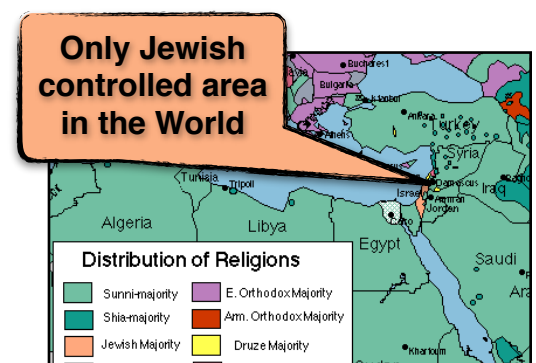 Only Jewish
controlled area
in the World
Bucharest
Bulgaria
Istanbul
Ankara
Turkey
Athens
Syria
Tunisia
Tripoli
Damascus
Israel
Iraq
Amman
Jordan
Cairo
Algeria
Libya
Egypt
Saudi
Distribution of Religions
Sunni-majority
E. Orthodox Majority
Shia-majority
Arm. Orthodox Majority
Jewish Majority
Druze Majority
Khartoum